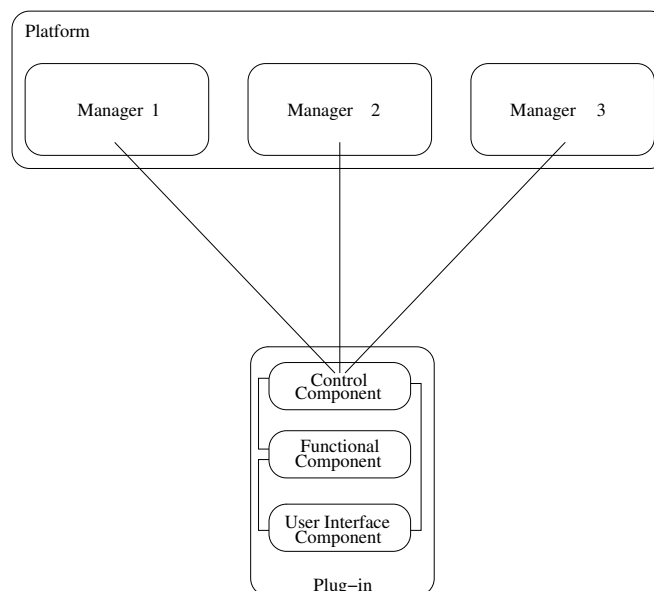 Platform
Manager 1
Manager 2
Manager 3
Control
Component
Functional
Component
User Interface
Component
Plug-in